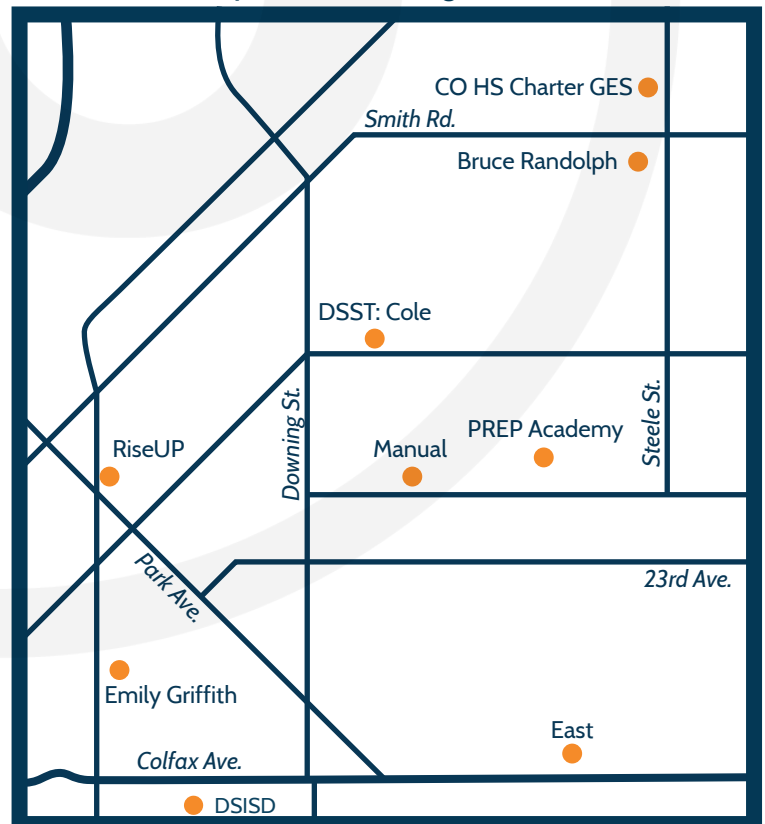 CO HS Charter GES
Smith Rd.
Bruce Randolph
DSST: Cole
Downing St.
Steele St.
PREP Academy
RiseUP
Manual
Park Ave.
23rd Ave.
Emily Griffith
East
Colfax Ave.
DSISD